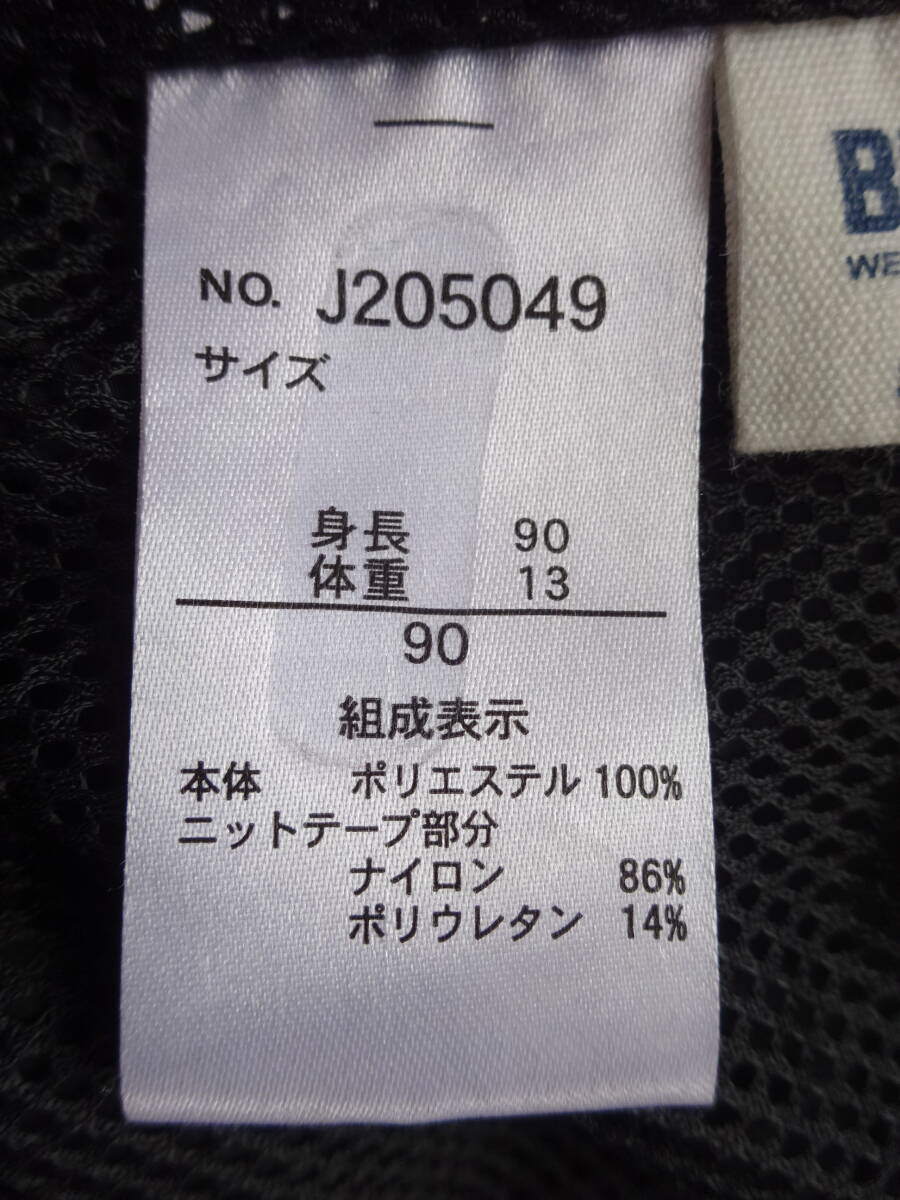 NO. J205049
サイズ
身長 90
体重 13
90
組成表示
本体 ポリエステル 100%
ニットテープ部分
ナイロン 86%
ポリウレタン 14%